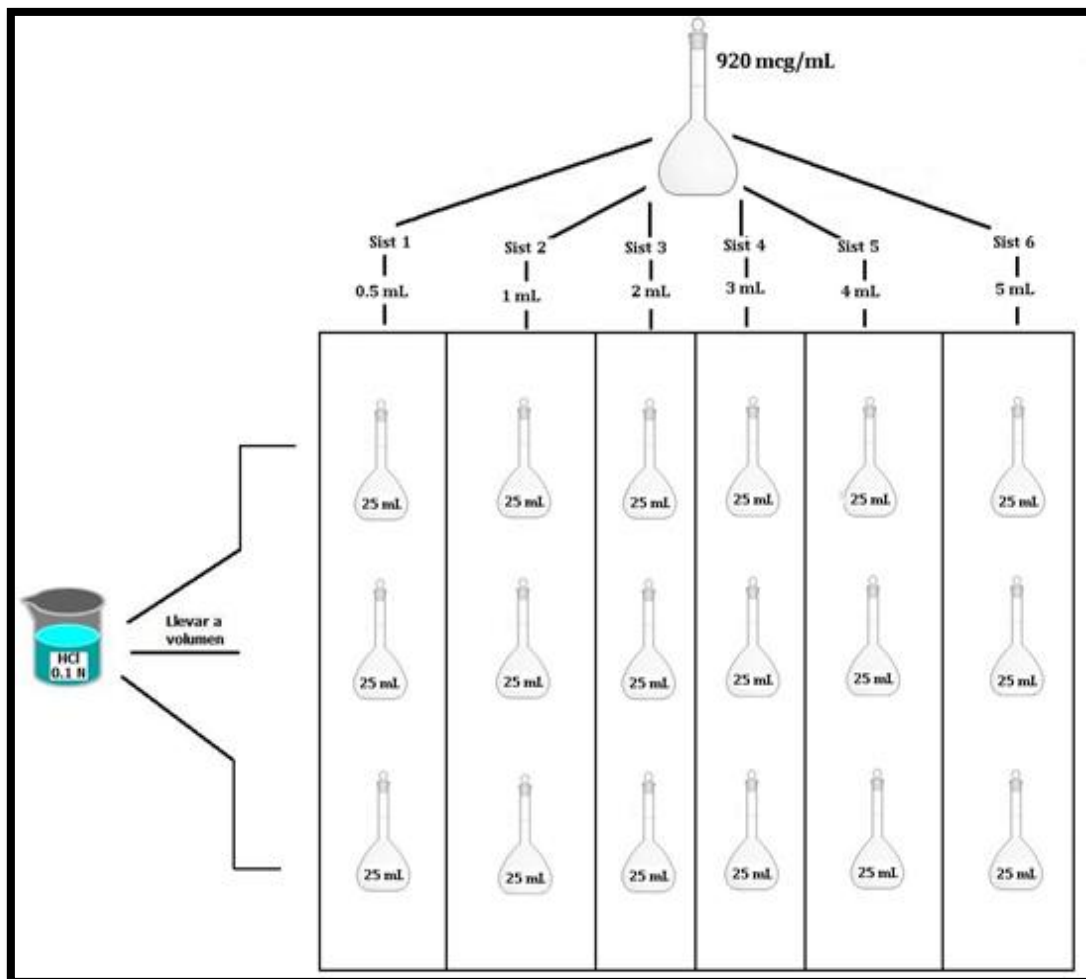 920 mcg/mL
Sist 1
Sist 2
Sist 3
Sist 4
Sist 5
Sist 6
0.5 mL
1 mL
2 mL
3 mL
4 mL
5 mL
25 mL
25 mL
25 mL
25 mL
25 mL
25 mL
Llevar a
volumen
HCl
0.1 N
25 mL
25 mL
25 mL
25 mL
25 mL
25 mL
25 mL
25 mL
25 mL
25 mL
25 mL
25 mL